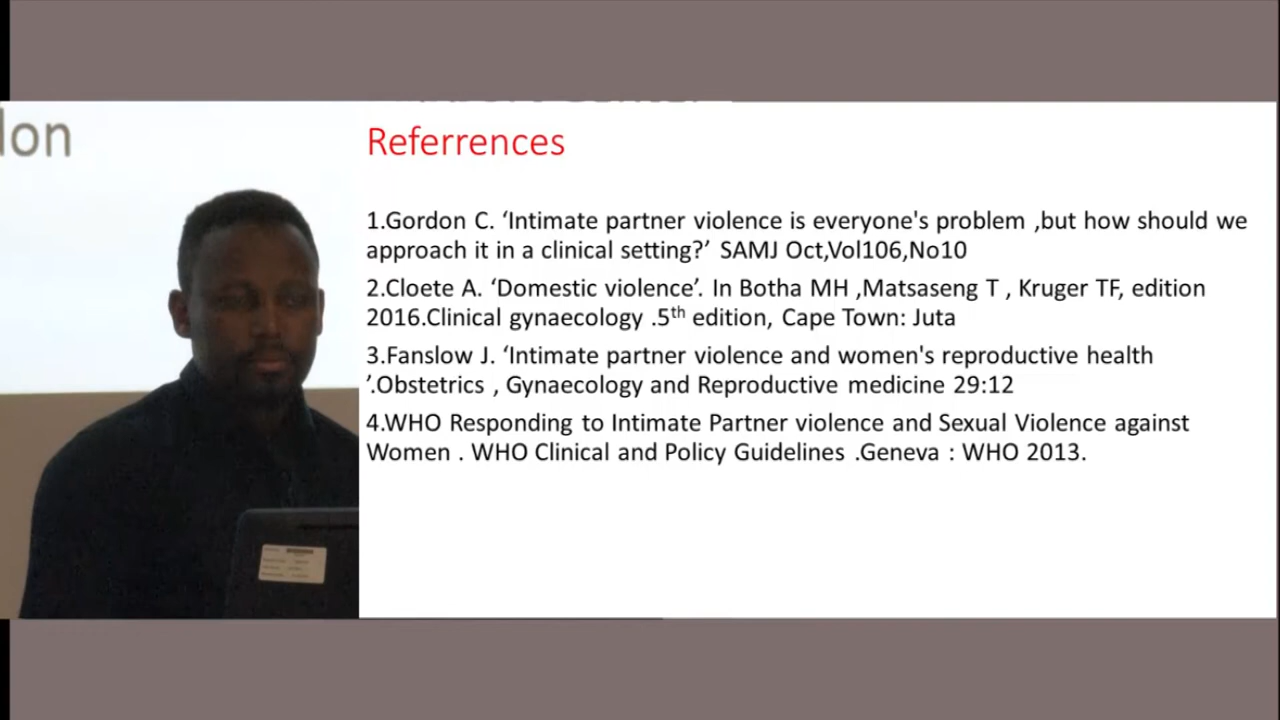 don
Referrences
1.Gordon C. ‘Intimate partner violence is everyone's problem ,but how should we
approach it in a clinical setting?’ SAMJ Oct,Vol106,No10
2.Cloete A. ‘Domestic violence’. In Botha MH ,Matsaseng T , Kruger TF, edition
2016.Clinical gynaecology .5th edition, Cape Town: Juta
3.Fanslow J. ‘Intimate partner violence and women's reproductive health
’.Obstetrics , Gynaecology and Reproductive medicine 29:12
4.WHO Responding to Intimate Partner violence and Sexual Violence against
Women . WHO Clinical and Policy Guidelines .Geneva : WHO 2013.